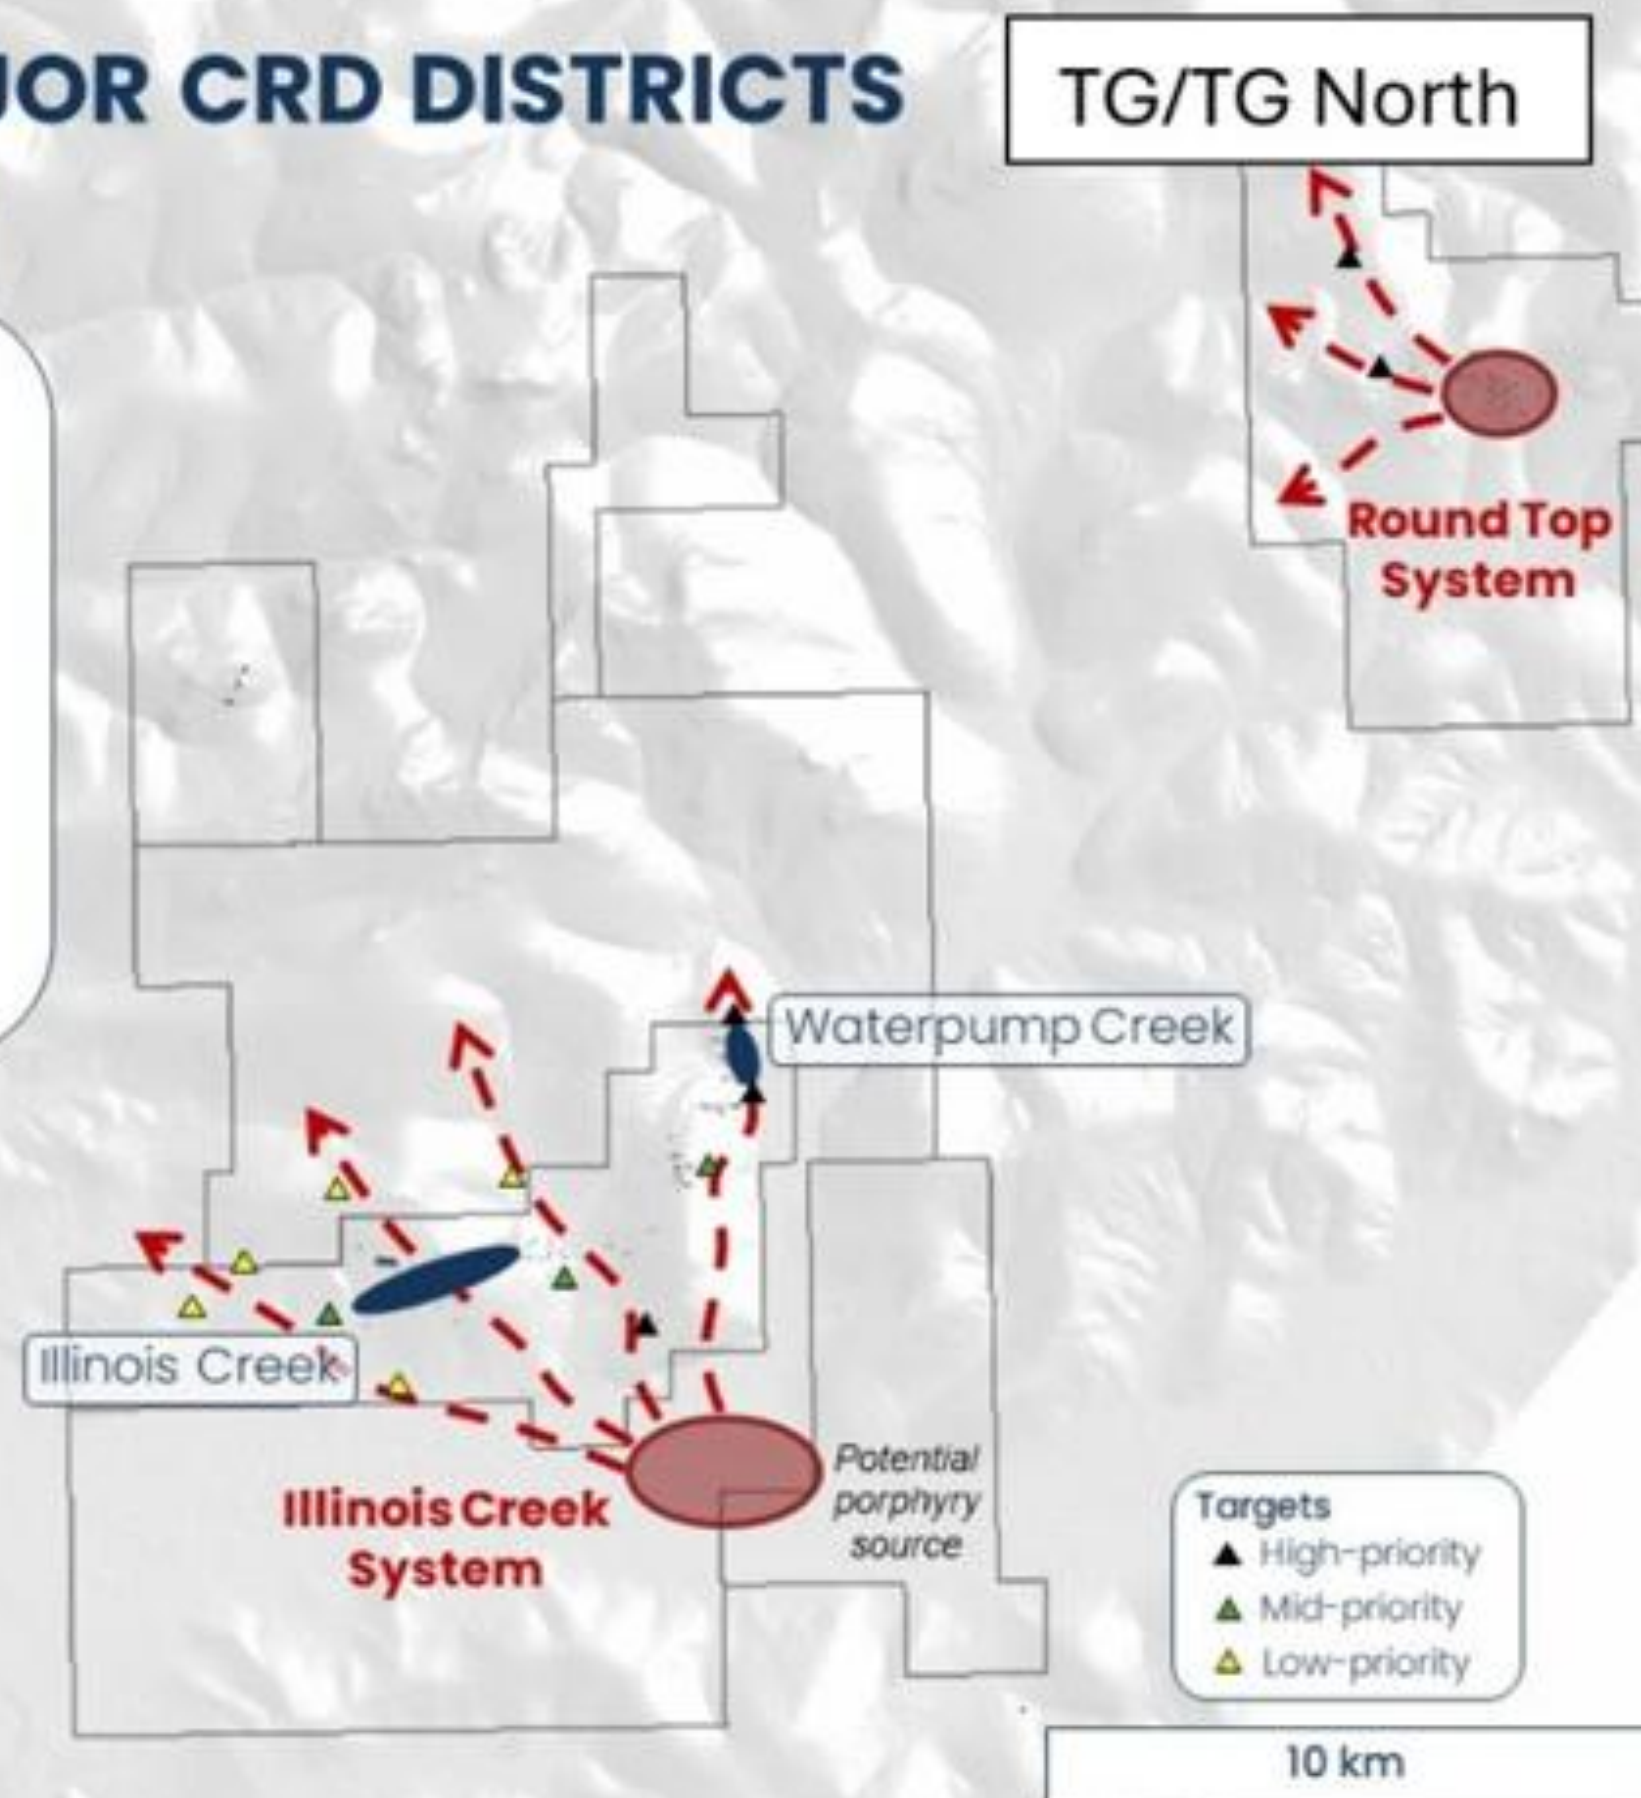 JOR CRD DISTRICTS
TG/TG North
Round Top
System
Waterpump Creek
Illinois Creek
Illinois Creek
System
Potential
porphyry
source
Targets
High-priority
Mid-priority
Low-priority
10 km